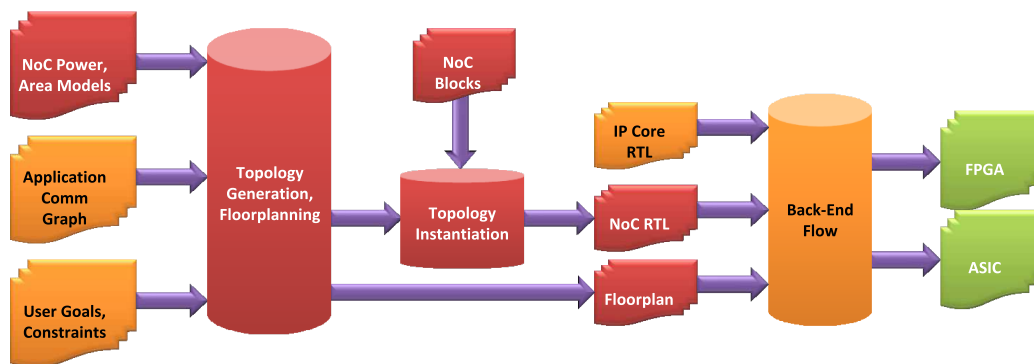 NoC Power,
Area Models
Application
Comm
Graph
User Goals,
Constraints
Topology
Generation,
Floorplanning
NoC
Blocks
Topology
Instantiation
IP Core
RTL
NoC RTL
Floorplan
Back-End
Flow
FPGA
ASIC